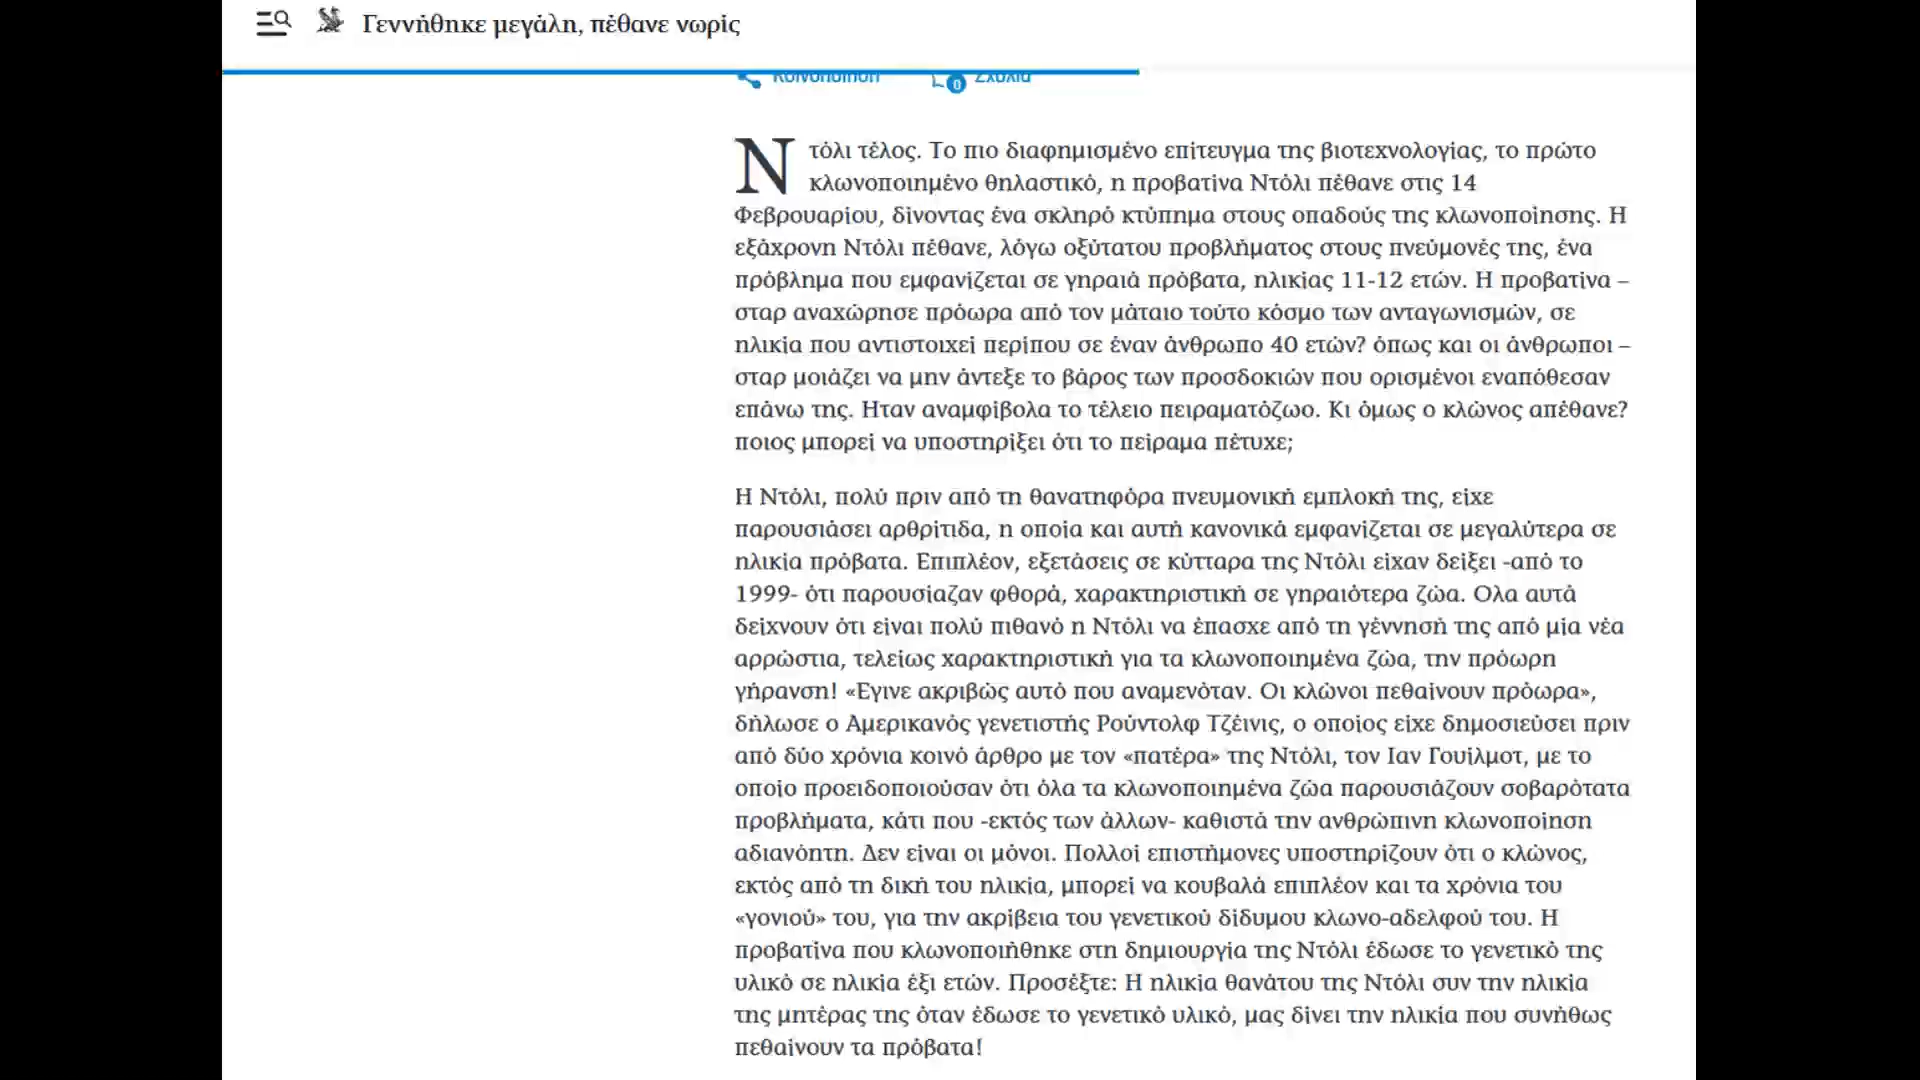 Γεννήθηκε μεγάλη, πέθανε νωρίς
Κοινοποίηση
0
Σχόλια
Ντόλι τέλος. Το πιο διαφημισμένο επίτευγμα της βιοτεχνολογίας, το πρώτο
κλωνοποιημένο θηλαστικό, η προβατίνα Ντόλι πέθανε στις 14
Φεβρουαρίου, δίνοντας ένα σκληρό κτύπημα στους οπαδούς της κλωνοποίησης. Η
εξάχρονη Ντόλι πέθανε, λόγω οξύτατου προβλήματος στους πνεύμονές της, ένα
πρόβλημα που εμφανίζεται σε γηραιά πρόβατα, ηλικίας 11-12 ετών. Η προβατίνα –
σταρ αναχώρησε πρόωρα από τον μάταιο τούτο κόσμο των ανταγωνισμών, σε
ηλικία που αντιστοιχεί περίπου σε έναν άνθρωπο 40 ετών? όπως και οι άνθρωποι –
σταρ μοιάζει να μην άντεξε το βάρος των προσδοκιών που ορισμένοι εναπόθεσαν
επάνω της. Ηταν αναμφίβολα το τέλειο πειραματόζωο. Κι όμως ο κλώνος απέθανε?
ποιος μπορεί να υποστηρίξει ότι το πείραμα πέτυχε;
Η Ντόλι, πολύ πριν από τη θανατηφόρα πνευμονική εμπλοκή της, είχε
παρουσιάσει αρθρίτιδα, η οποία και αυτή κανονικά εμφανίζεται σε μεγαλύτερα σε
ηλικία πρόβατα. Επιπλέον, εξετάσεις σε κύτταρα της Ντόλι είχαν δείξει -από το
1999- ότι παρουσίαζαν φθορά, χαρακτηριστική σε γηραιότερα ζώα. Ολα αυτά
δείχνουν ότι είναι πολύ πιθανό η Ντόλι να έπασχε από τη γέννησή της από μία νέα
αρρώστια, τελείως χαρακτηριστική για τα κλωνοποιημένα ζώα, την πρόωρη
γήρανση! «Εγινε ακριβώς αυτό που αναμενόταν. Οι κλώνοι πεθαίνουν πρόωρα»,
δήλωσε ο Αμερικανός γενετιστής Ρούντολφ Τζέινις, ο οποίος είχε δημοσιεύσει πριν
από δύο χρόνια κοινό άρθρο με τον «πατέρα» της Ντόλι, τον Ιαν Γουίλμοτ, με το
οποίο προειδοποιούσαν ότι όλα τα κλωνοποιημένα ζώα παρουσιάζουν σοβαρότατα
προβλήματα, κάτι που -εκτός των άλλων- καθιστά την ανθρώπινη κλωνοποίηση
αδιανόητη. Δεν είναι οι μόνοι. Πολλοί επιστήμονες υποστηρίζουν ότι ο κλώνος,
εκτός από τη δική του ηλικία, μπορεί να κουβαλά επιπλέον και τα χρόνια του
«γονιού» του, για την ακρίβεια του γενετικού δίδυμου κλωνο-αδελφού του. Η
προβατίνα που κλωνοποιήθηκε στη δημιουργία της Ντόλι έδωσε το γενετικό της
υλικό σε ηλικία έξι ετών. Προσέξτε: Η ηλικία θανάτου της Ντόλι συν την ηλικία
της μητέρας της όταν έδωσε το γενετικό υλικό, μας δίνει την ηλικία που συνήθως
πεθαίνουν τα πρόβατα!